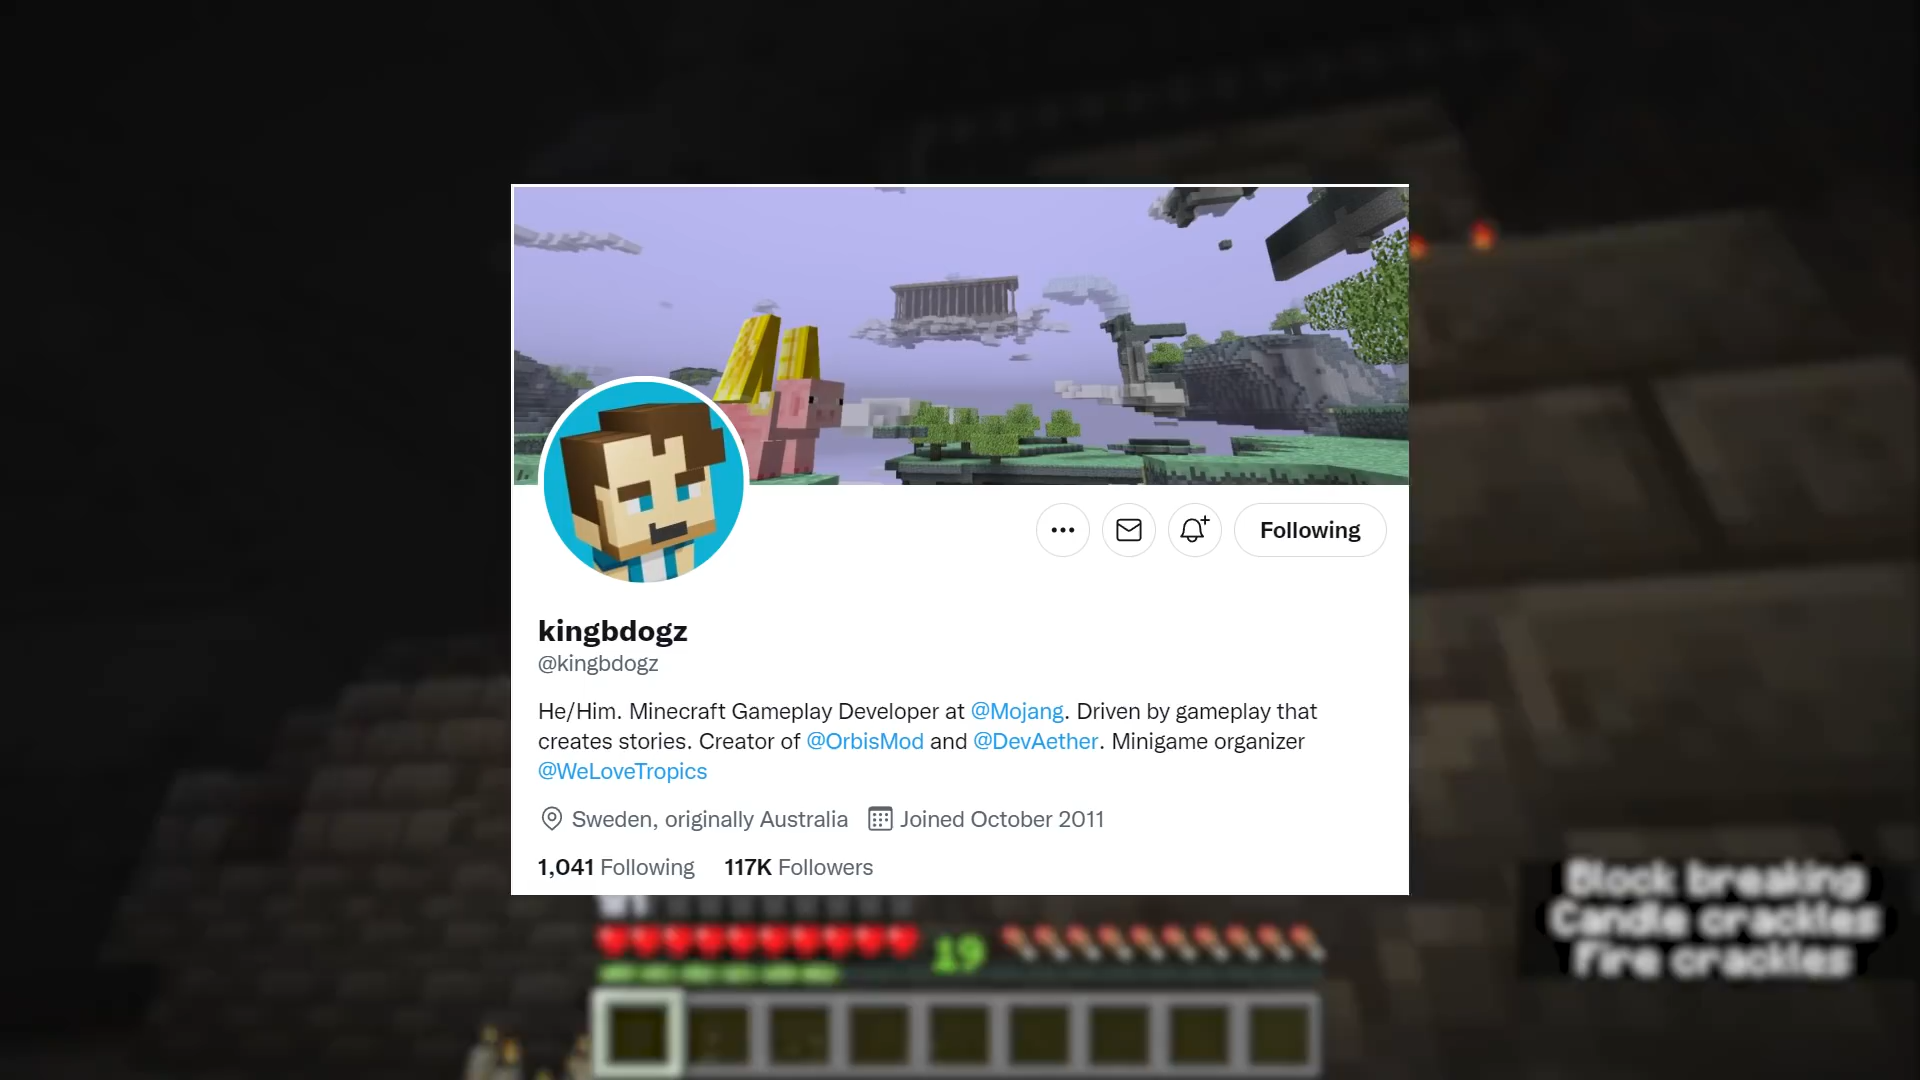 Following
kingbdogz
@kingbdogz
He/Him. Minecraft Gameplay Developer at @Mojang. Driven by gameplay that
creates stories. Creator of @OrbisMod and @DevAether. Minigame organizer
@WeLoveTropics
Sweden, originally Australia Joined October 2011
1,041 Following 117K Followers
Block breaking
Candle crackles
Fire crackles
19